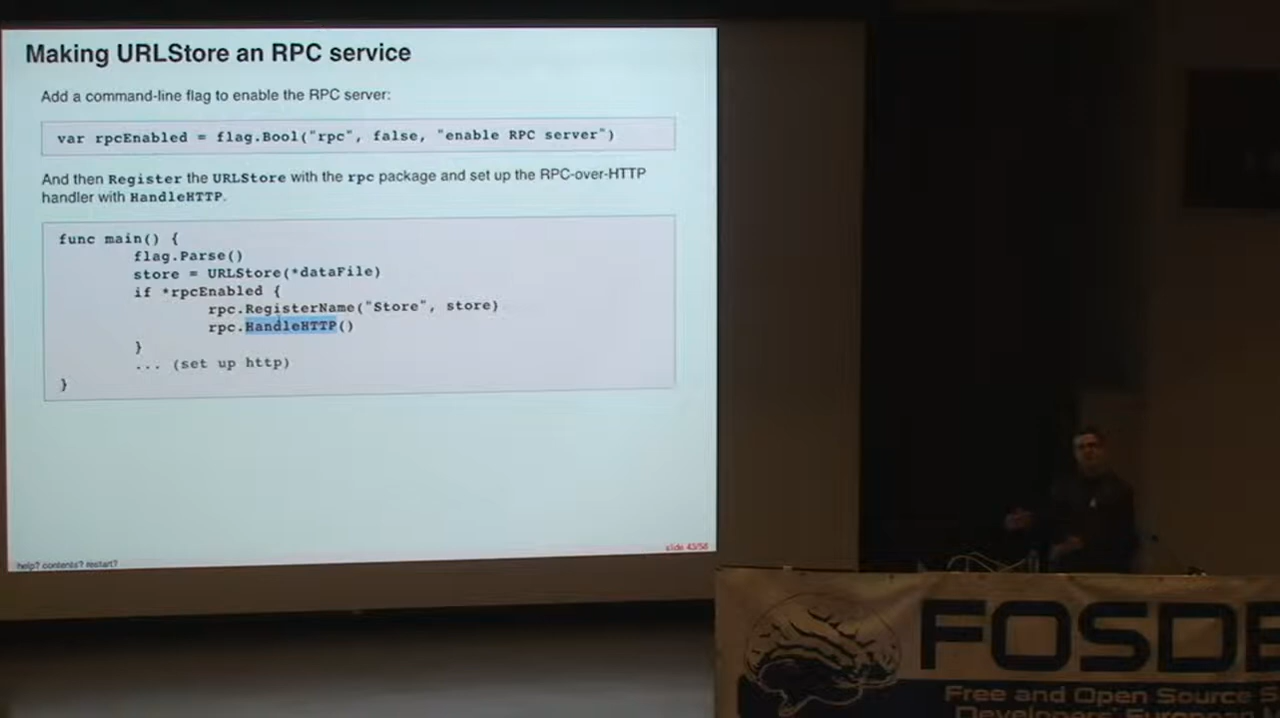 Making URLStore an RPC service
Add a command-line flag to enable the RPC server:
var rpcEnabled = flag.Bool("rpc", false, "enable RPC server")
And then Register the URLStore with the rpc package and set up the RPC-over-HTTP
handler with HandleHTTP.
func main() {
flag.Parse()
store = URLStore(*dataFile)
if *rpcEnabled {
rpc.RegisterName("Store", store)
rpc.HandleHTTP()
}
... (set up http)
}
help? contents? restart?
slide 43/58
FOSDE
Free and Open Source S
Developers' European